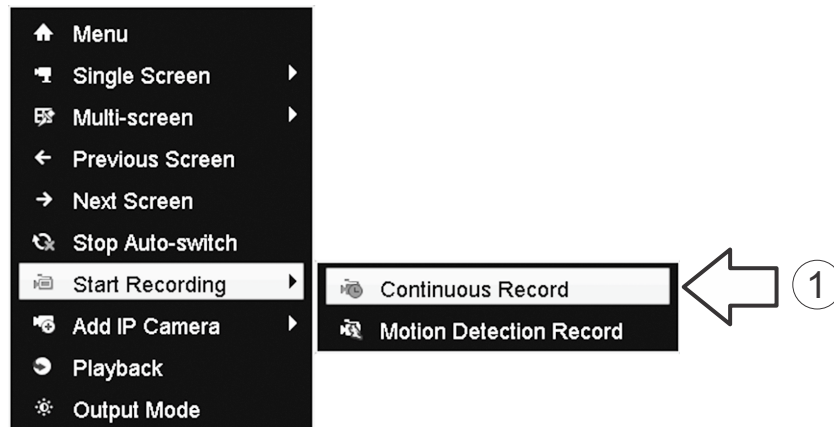 Menu
Single Screen
Multi-screen
Previous Screen
Next Screen
Stop Auto-switch
Start Recording
Continuous Record
1
Add IP Camera
Motion Detection Record
Playback
Output Mode